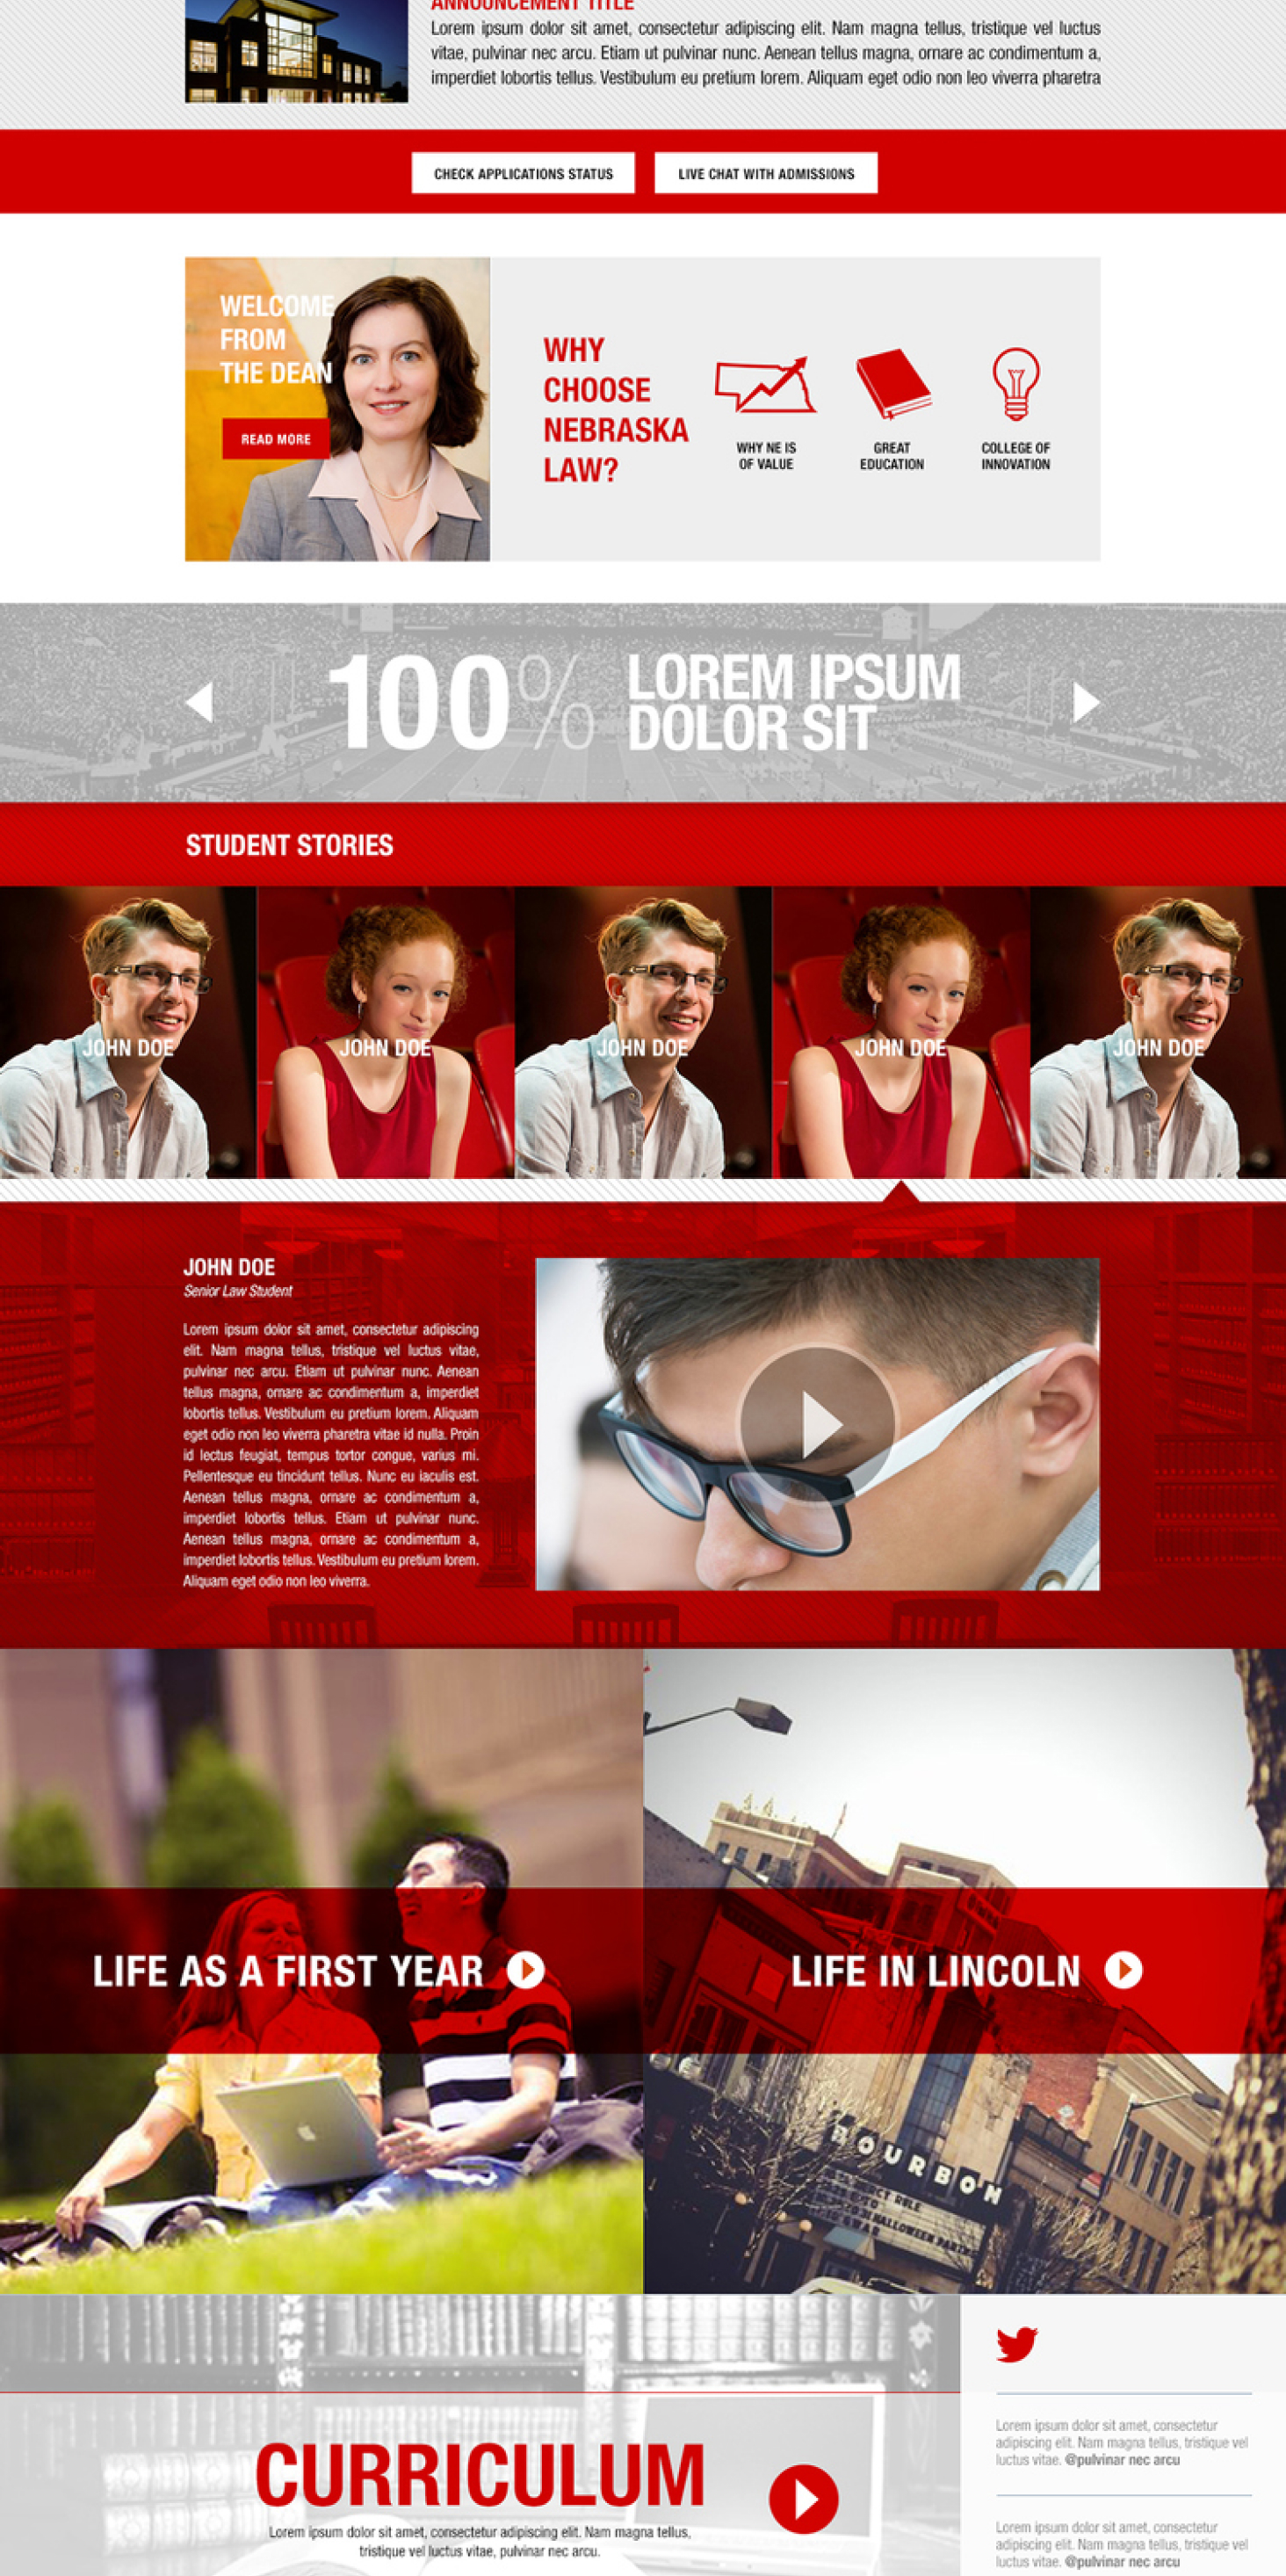 ANNOUNCEMENT TITLE
Lorem ipsum dolor sit amet, consectetur adipiscing elit. Nam magna tellus, tristique vel luctus
vitae, pulvinar nec arcu. Etiam ut pulvinar nunc. Aenean tellus magna, ornare ac condimentum a,
imperdiet lobortis tellus. Vestibulum eu pretium lorem. Aliquam eget odio non leo viverra pharetra
CHECK APPLICATIONS STATUS
LIVE CHAT WITH ADMISSIONS
WELCOME
FROM
THE DEAN
READ MORE
WHY
CHOOSE
NEBRASKA
LAW?
WHY NE IS
OF VALUE
GREAT
EDUCATION
COLLEGE OF
INNOVATION
100%
LOREM IPSUM
DOLOR SIT
STUDENT STORIES
JOHN DOE
JOHN DOE
JOHN DOE
JOHN DOE
JOHN DOE
JOHN DOE
Senior Law Student
Lorem ipsum dolor sit amet, consectetur adipiscing
elit. Nam magna tellus, tristique vel luctus vitae,
pulvinar nec arcu. Etiam ut pulvinar nunc. Aenean
tellus magna, ornare ac condimentum a, imperdiet
lobortis tellus. Vestibulum eu pretium lorem. Aliquam
eget odio non leo viverra pharetra vitae id nulla. Proin
id lectus feugiat, tempus tortor congue, varius mi.
Pellentesque eu tincidunt tellus. Nunc eu iaculis est.
Aenean tellus magna, ornare ac condimentum a,
imperdiet lobortis tellus. Etiam ut pulvinar nunc.
Aenean tellus magna, ornare ac condimentum a,
imperdiet lobortis tellus. Vestibulum eu pretium lorem.
Aliquam eget odio non leo viverra.
LIFE AS A FIRST YEAR
LIFE IN LINCOLN
BOURBON
RULE
HALLOWEEN
CURRICULUM
Lorem ipsum dolor sit amet, consectetur adipiscing elit. Nam magna tellus,
tristique vel luctus vitae, pulvinar nec arcu.
Lorem ipsum dolor sit amet, consectetur
adipiscing elit. Nam magna tellus, tristique vel
luctus vitae. @pulvinar nec arcu
Lorem ipsum dolor sit amet, consectetur
adipiscing elit. Nam magna tellus, tristique vel
luctus vitae. @pulvinar nec arcu